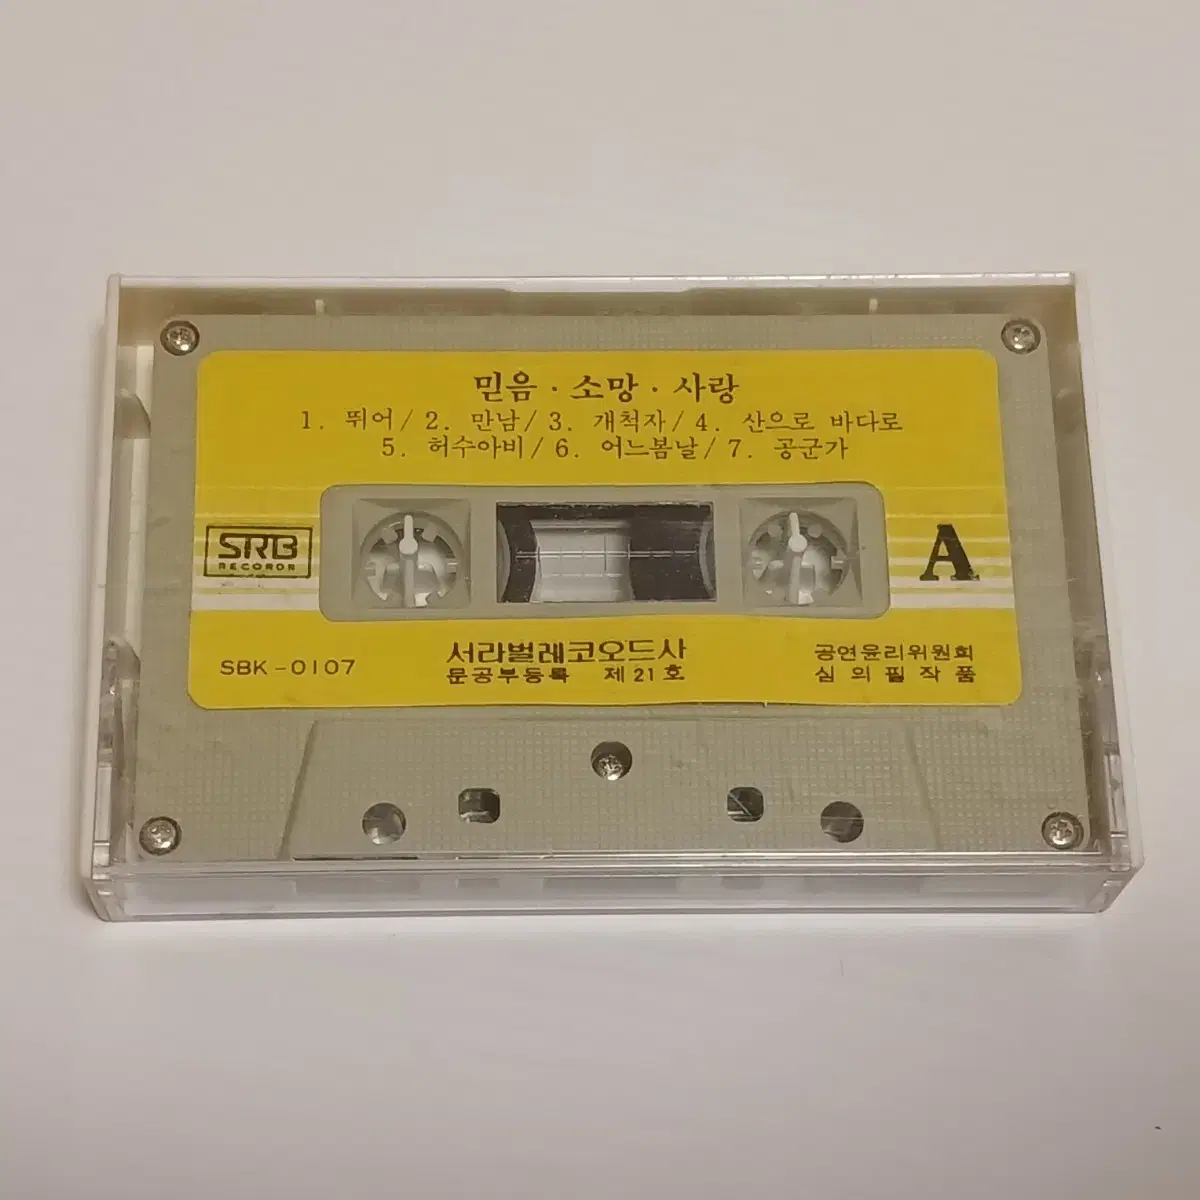 믿음 · 소망 · 사랑
1. 뛰어/ 2. 만남/ 3. 개척자/ 4. 산으로 바다로
5. 허수아비/ 6. 어느봄날/ 7. 공군가
SRB
RECORDR
A
SBK-0107
서라벌레코오드사
문공부등록 제21호
공연윤리위원회
심의필작품